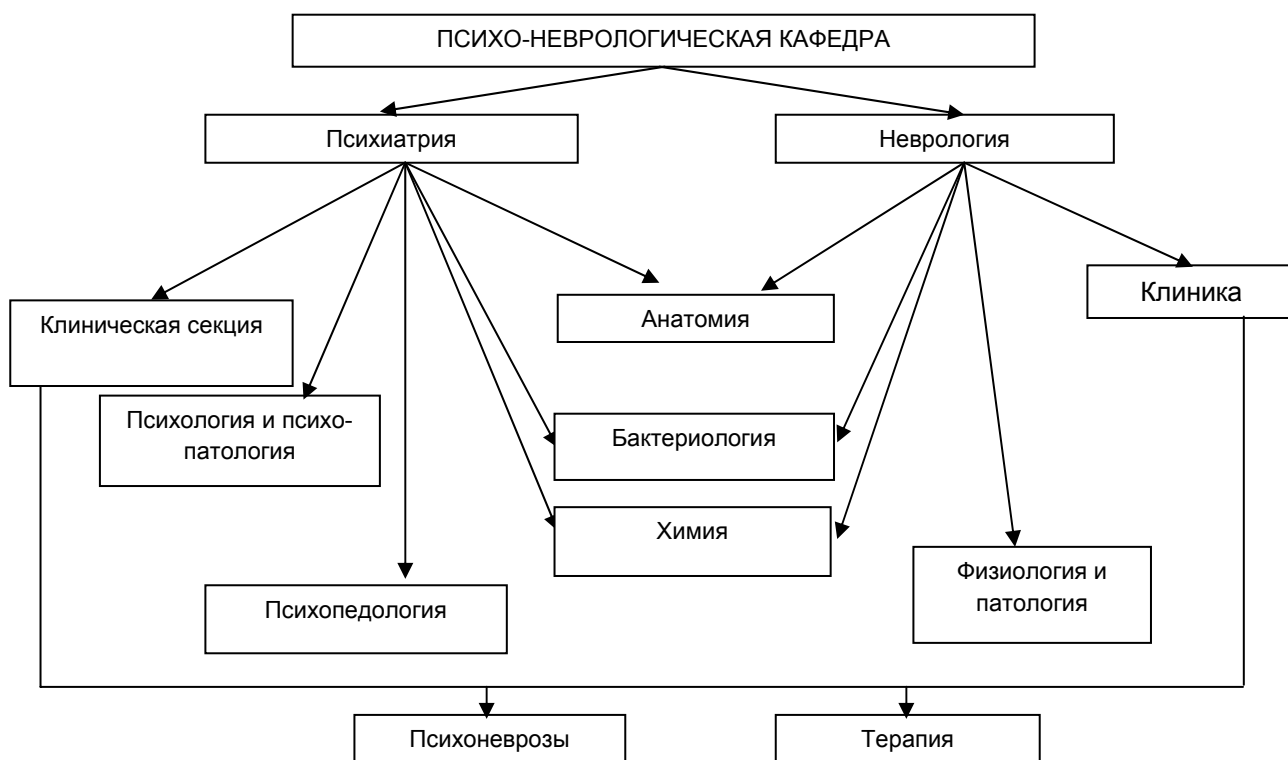 ПСИХО-НЕВРОЛОГИЧЕСКАЯ КАФЕДРА
Психиатрия
Неврология
Клиническая секция
Анатомия
Клиника
Психология и психо-
патология
Бактериология
Химия
Психопедология
Физиология и
патология
Психоневрозы
Терапия